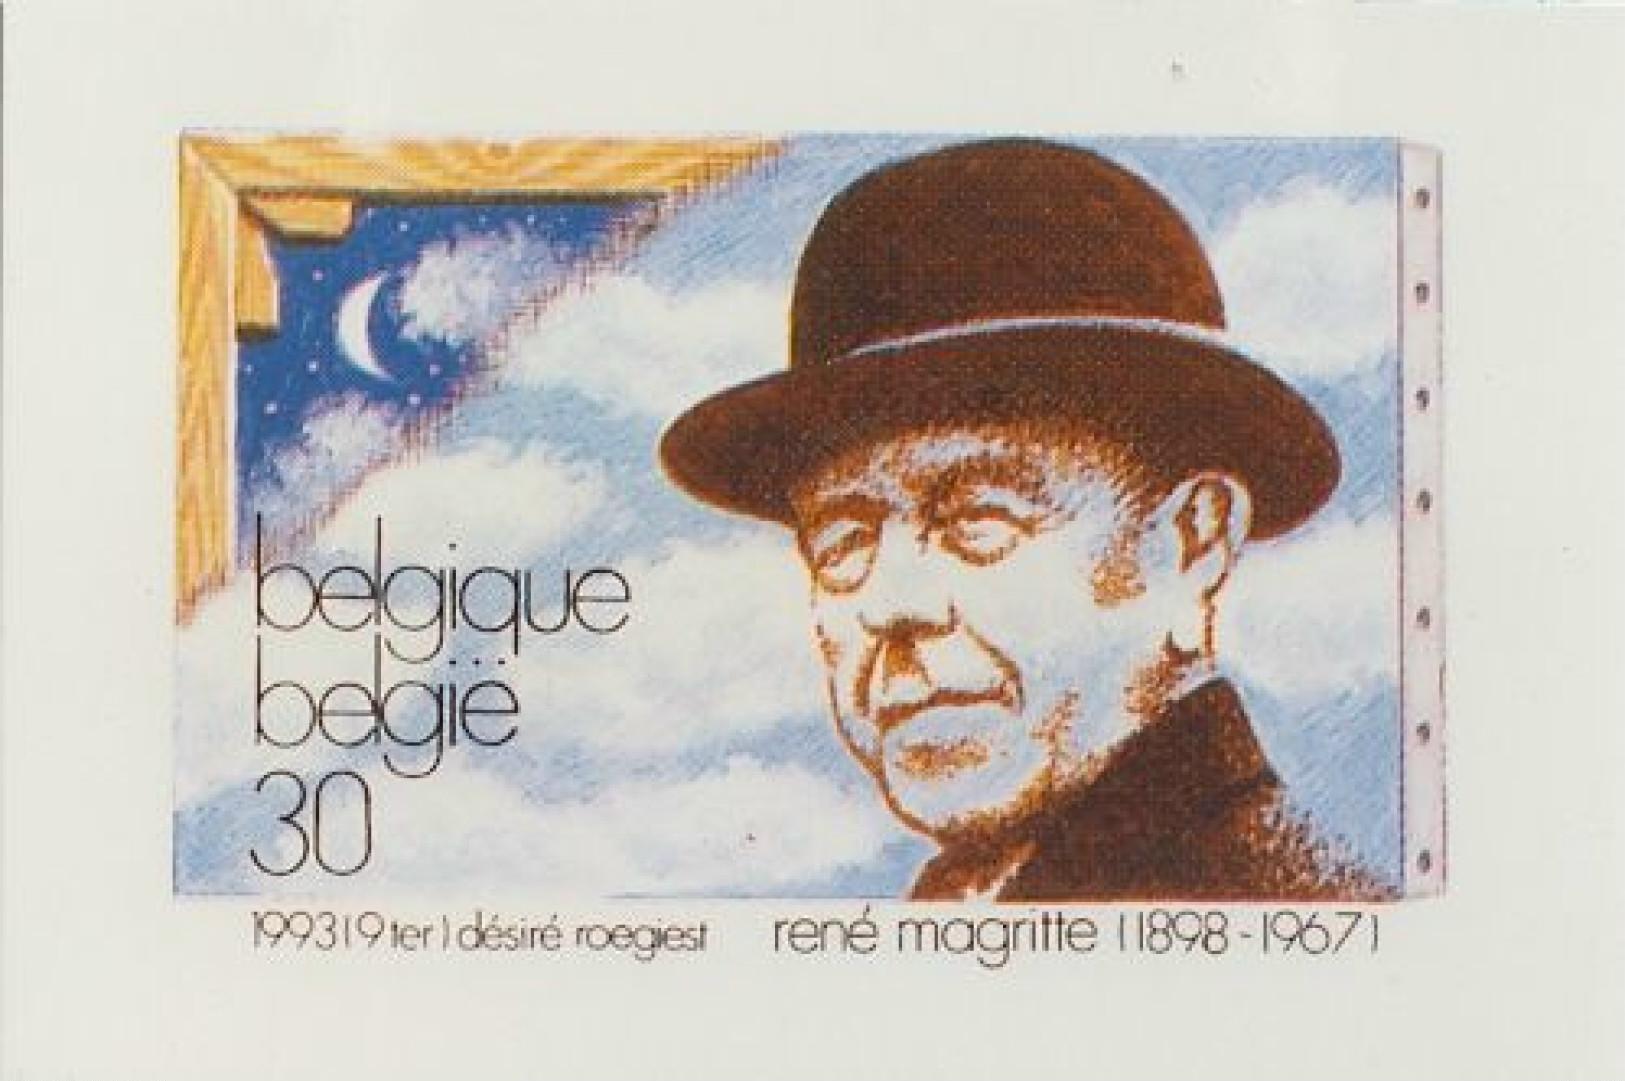 belgique
belgië
30
1993 (9 ter) désiré roegiest
rené magritte (1898-1967)